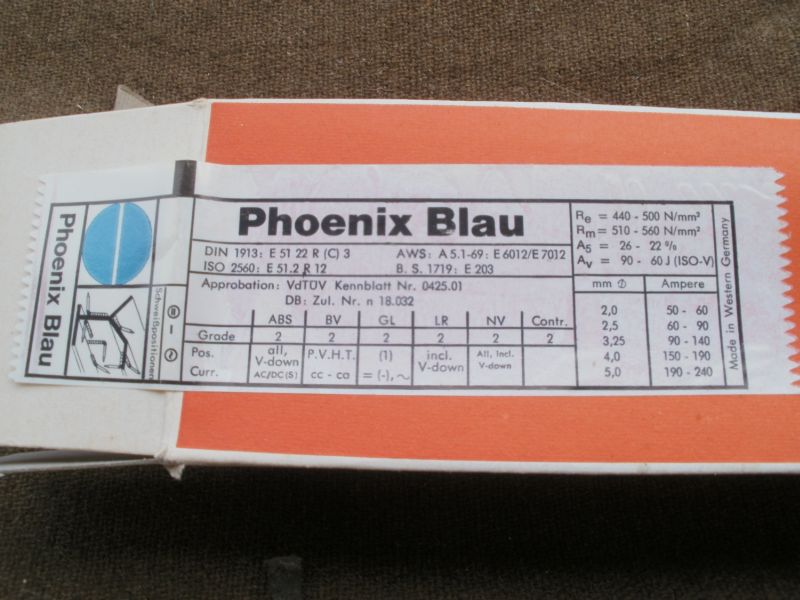 Phoenix Blau
Schweißpositionen
Phoenix Blau
DIN 1913: E 51 22 R (C) 3 AWS: A 5.1-69: E 6012/E 7012
ISO 2560: E 51.2 R 12 B. S. 1719: E 203
Approbation: VdTÜV Kennblatt Nr. 0425.01
DB: Zul. Nr. n 18.032
ABS BV GL LR NV Contr.
Grade 2 2 2 2 2 2
Pos. all, V-down P.V.H.T. (1) incl. V-down All, Incl. V-down
Curr. AC/DC(S) cc - ca = (-), ~
Re = 440 - 500 N/mm²
Rm = 510 - 560 N/mm²
A5 = 26 - 22 %
Av = 90 - 60 J (ISO-V)
mm ∅ Ampere
2,0 50 - 60
2,5 60 - 90
3,25 90 - 140
4,0 150 - 190
5,0 190 - 240
Made in Western Germany